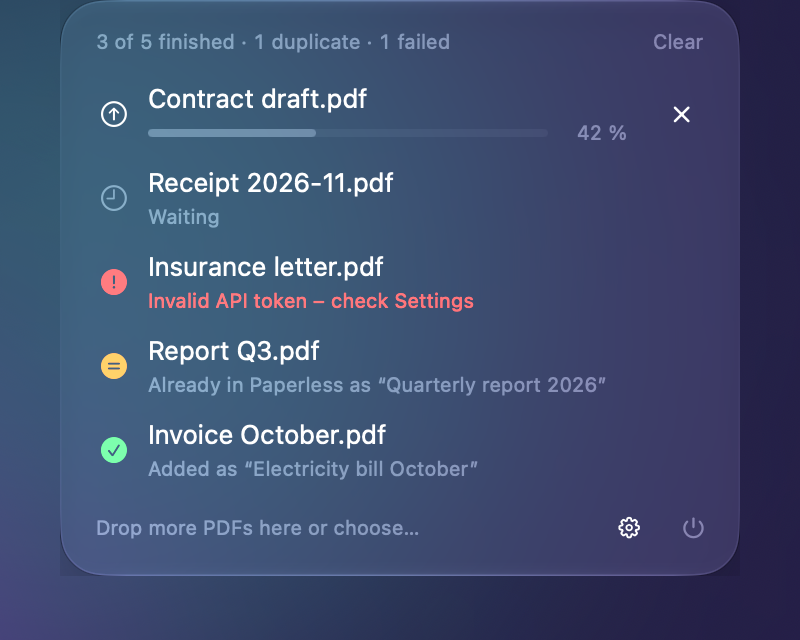 3 of 5 finished · 1 duplicate · 1 failed Clear
Contract draft.pdf
42 %
Receipt 2026-11.pdf
Waiting
Insurance letter.pdf
Invalid API token – check Settings
Report Q3.pdf
Already in Paperless as “Quarterly report 2026”
Invoice October.pdf
Added as “Electricity bill October”
Drop more PDFs here or choose…